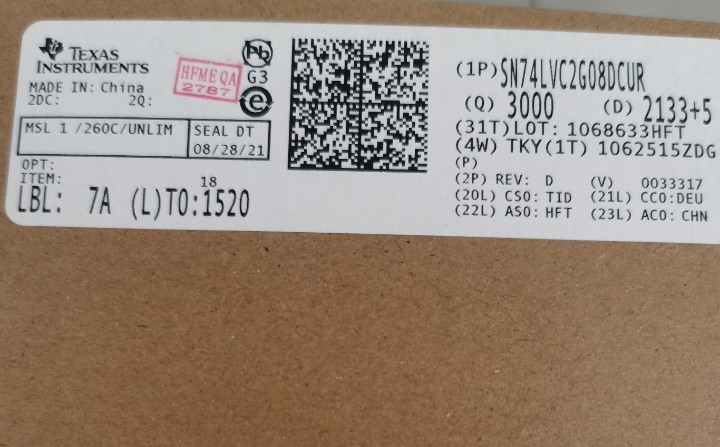 TEXAS
INSTRUMENTS
MADE IN: China
2DC: 2Q:
HFME QA
2787
Pb
G3
e
MSL 1 /260C/UNLIM
SEAL DT
08/28/21
OPT:
ITEM: 18
LBL: 7A (L)TO:1520
(1P)SN74LVC2G08DCUR
(Q) 3000 (D) 2133+5
(31T)LOT: 1068633HFT
(4W) TKY(1T) 1062515ZDG
(P)
(2P) REV: D (V) 0033317
(20L) CSO: TID (21L) CCO:DEU
(22L) ASO: HFT (23L) ACO: CHN